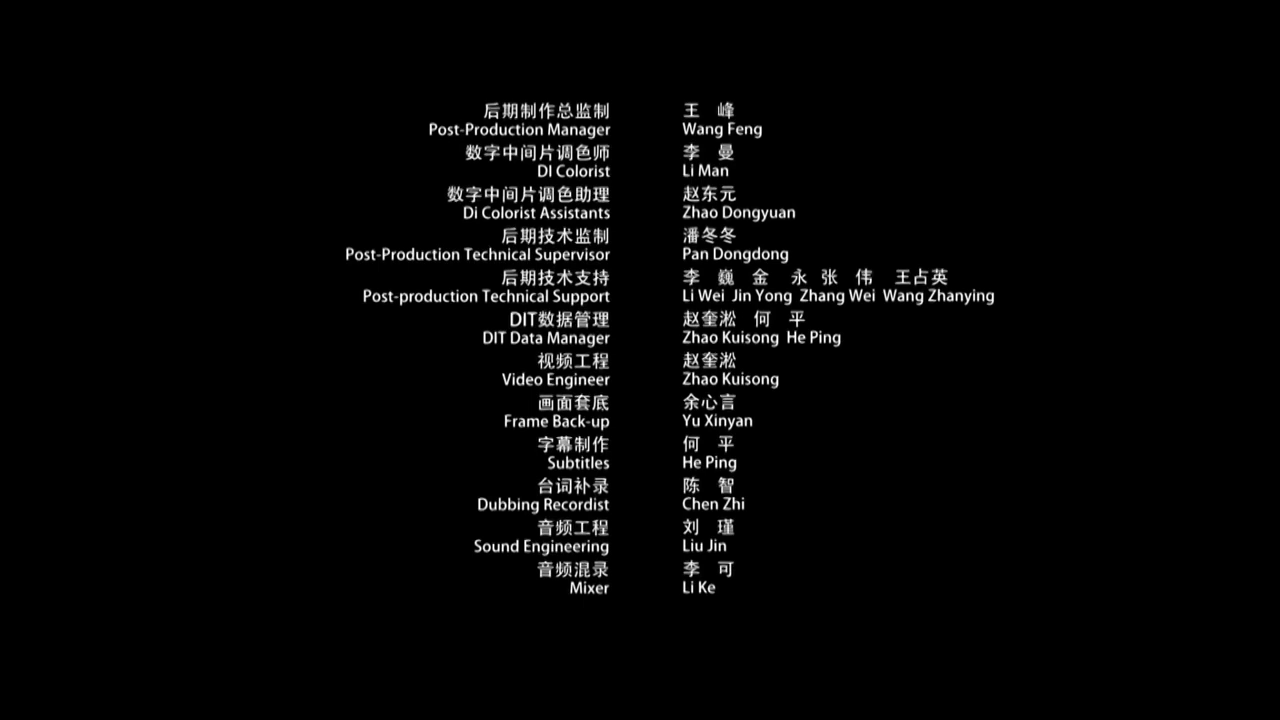 后期制作总监制 王 峰
Post-Production Manager Wang Feng
数字中间片调色师 李 曼
DI Colorist Li Man
数字中间片调色助理 赵东元
Di Colorist Assistants Zhao Dongyuan
后期技术监制 潘冬冬
Post-Production Technical Supervisor Pan Dongdong
后期技术支持 李 巍 金 永 张 伟 王占英
Post-production Technical Support Li Wei Jin Yong Zhang Wei Wang Zhanying
DIT数据管理 赵奎淞 何 平
DIT Data Manager Zhao Kuisong He Ping
视频工程 赵奎淞
Video Engineer Zhao Kuisong
画面套底 余心言
Frame Back-up Yu Xinyan
字幕制作 何 平
Subtitles He Ping
台词补录 陈 智
Dubbing Recordist Chen Zhi
音频工程 刘 瑾
Sound Engineering Liu Jin
音频混录 李 可
Mixer Li Ke